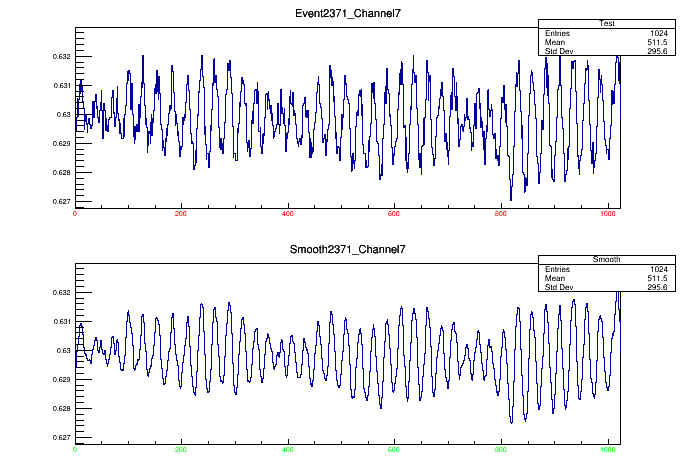 Event2371_Channel7
Test
Entries 1024
Mean 511.5
Std Dev 295.6
0.632
0.631
0.63
0.629
0.628
0.627
0 200 400 600 800 1000
Smooth2371_Channel7
Smooth
Entries 1024
Mean 511.5
Std Dev 295.6
0.632
0.631
0.63
0.629
0.628
0.627
0 200 400 600 800 1000